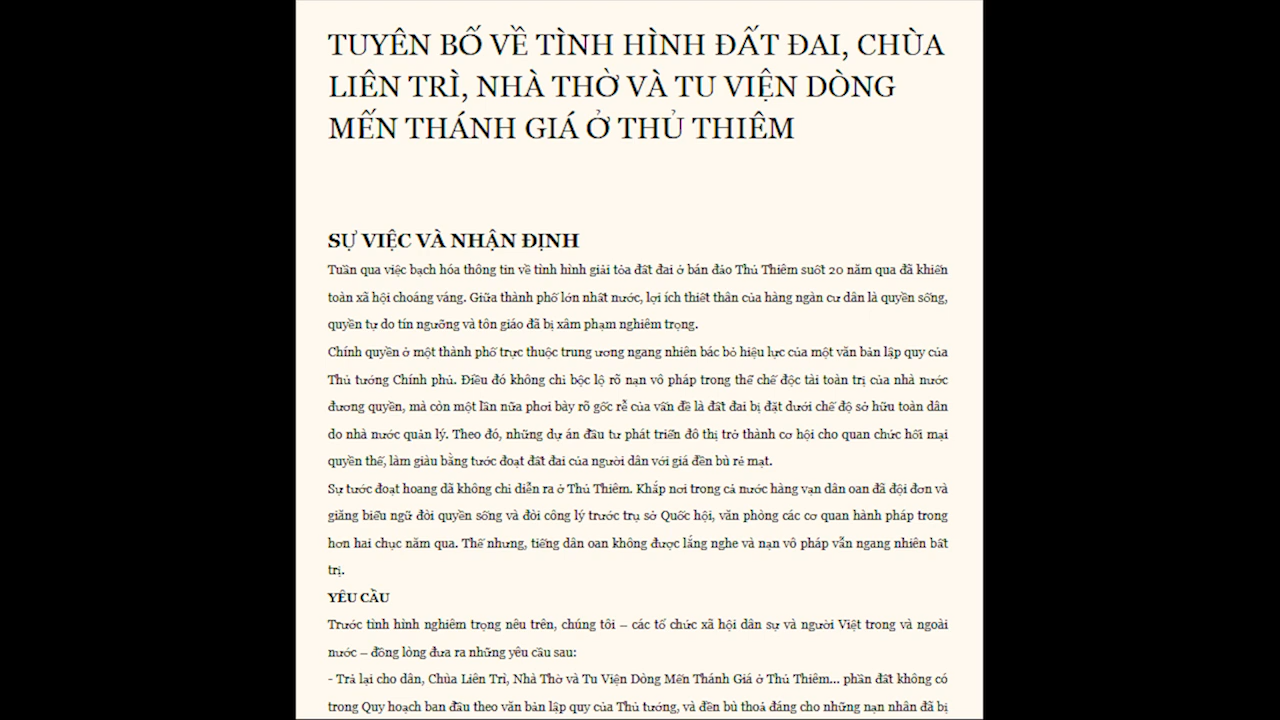 TUYÊN BỐ VỀ TÌNH HÌNH ĐẤT ĐAI, CHÙA
LIÊN TRÌ, NHÀ THỜ VÀ TU VIỆN DÒNG
MẾN THÁNH GIÁ Ở THỦ THIÊM
SỰ VIỆC VÀ NHẬN ĐỊNH
Tuần qua việc bạch hóa thông tin về tình hình giải tỏa đất đai ở bán đảo Thủ Thiêm suốt 20 năm qua đã khiến
toàn xã hội choáng váng. Giữa thành phố lớn nhất nước, lợi ích thiết thân của hàng ngàn cư dân là quyền sống,
quyền tự do tín ngưỡng và tôn giáo đã bị xâm phạm nghiêm trọng.
Chính quyền ở một thành phố trực thuộc trung ương ngang nhiên bác bỏ hiệu lực của một văn bản lập quy của
Thủ tướng Chính phủ. Điều đó không chỉ bộc lộ rõ nạn vô pháp trong thể chế độc tài toàn trị của nhà nước
đương quyền, mà còn một lần nữa phơi bày rõ gốc rễ của vấn đề là đất đai bị đặt dưới chế độ sở hữu toàn dân
do nhà nước quản lý. Theo đó, những dự án đầu tư phát triển đô thị trở thành cơ hội cho quan chức hối mại
quyền thế, làm giàu bằng tước đoạt đất đai của người dân với giá đền bù rẻ mạt.
Sự tước đoạt hoang dã không chỉ diễn ra ở Thủ Thiêm. Khắp nơi trong cả nước hàng vạn dân oan đã đội đơn và
giăng biểu ngữ đòi quyền sống và đòi công lý trước trụ sở Quốc hội, văn phòng các cơ quan hành pháp trong
hơn hai chục năm qua. Thế nhưng, tiếng dân oan không được lắng nghe và nạn vô pháp vẫn ngang nhiên bất
trị.
YÊU CẦU
Trước tình hình nghiêm trọng nêu trên, chúng tôi – các tổ chức xã hội dân sự và người Việt trong và ngoài
nước – đồng lòng đưa ra những yêu cầu sau:
- Trả lại cho dân, Chùa Liên Trì, Nhà Thờ và Tu Viện Dòng Mến Thánh Giá ở Thủ Thiêm... phần đất không có
trong Quy hoạch ban đầu theo văn bản lập quy của Thủ tướng, và đền bù thoả đáng cho những nạn nhân đã bị